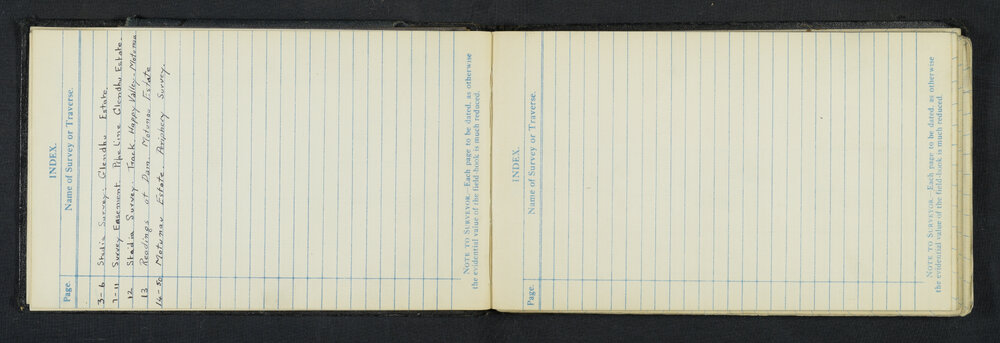 INDEX.
Page. Name of Survey or Traverse.
3-6 Stadia Survey. Glendhu Estate.
7-11 Survey Easement Pipe Line Glendhu Estate.
12 Stadia Survey. Track Happy Valley-Motunau
13 Readings at Dam Motunau Estate
14-50 Motunau Estate. Periphery Survey.
NOTE TO SURVEYOR.—Each page to be dated, as otherwise
the evidential value of the field-book is much reduced.
INDEX.
Page. Name of Survey or Traverse.
NOTE TO SURVEYOR.—Each page to be dated, as otherwise
the evidential value of the field-book is much reduced.